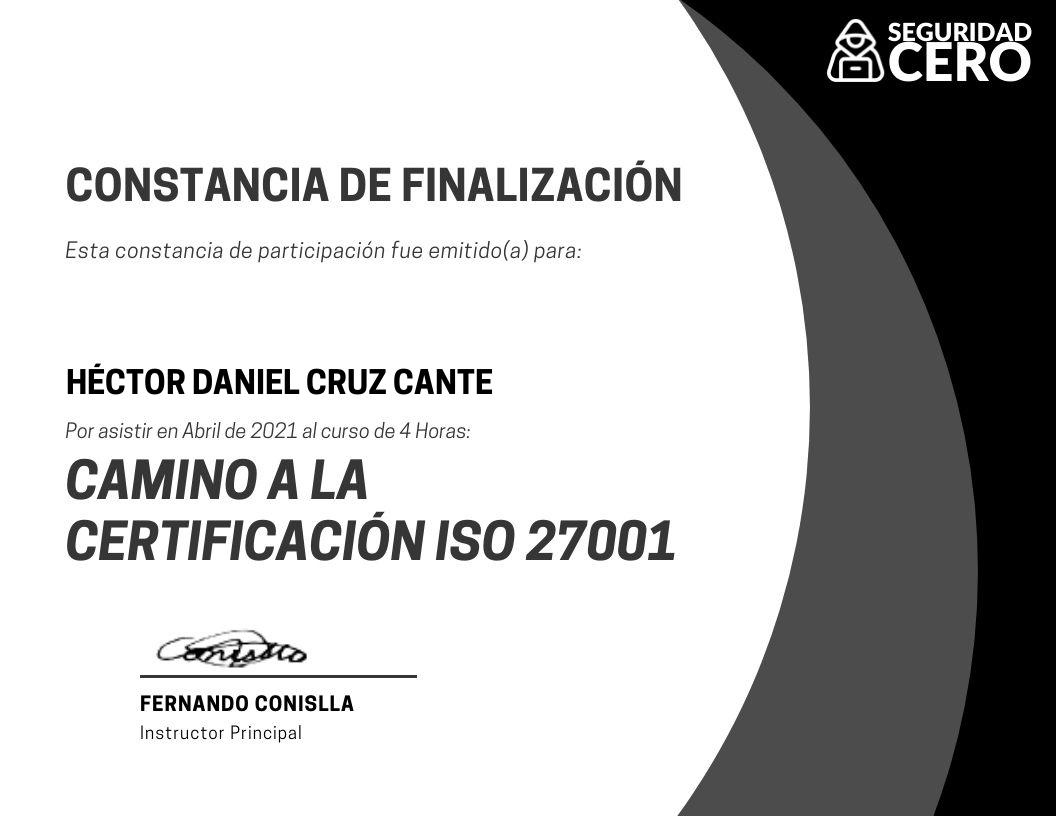 SEGURIDAD
CERO
CONSTANCIA DE FINALIZACIÓN
Esta constancia de participación fue emitido(a) para:
HÉCTOR DANIEL CRUZ CANTE
Por asistir en Abril de 2021 al curso de 4 Horas:
CAMINO A LA
CERTIFICACIÓN ISO 27001
Conislla
FERNANDO CONISLLA
Instructor Principal